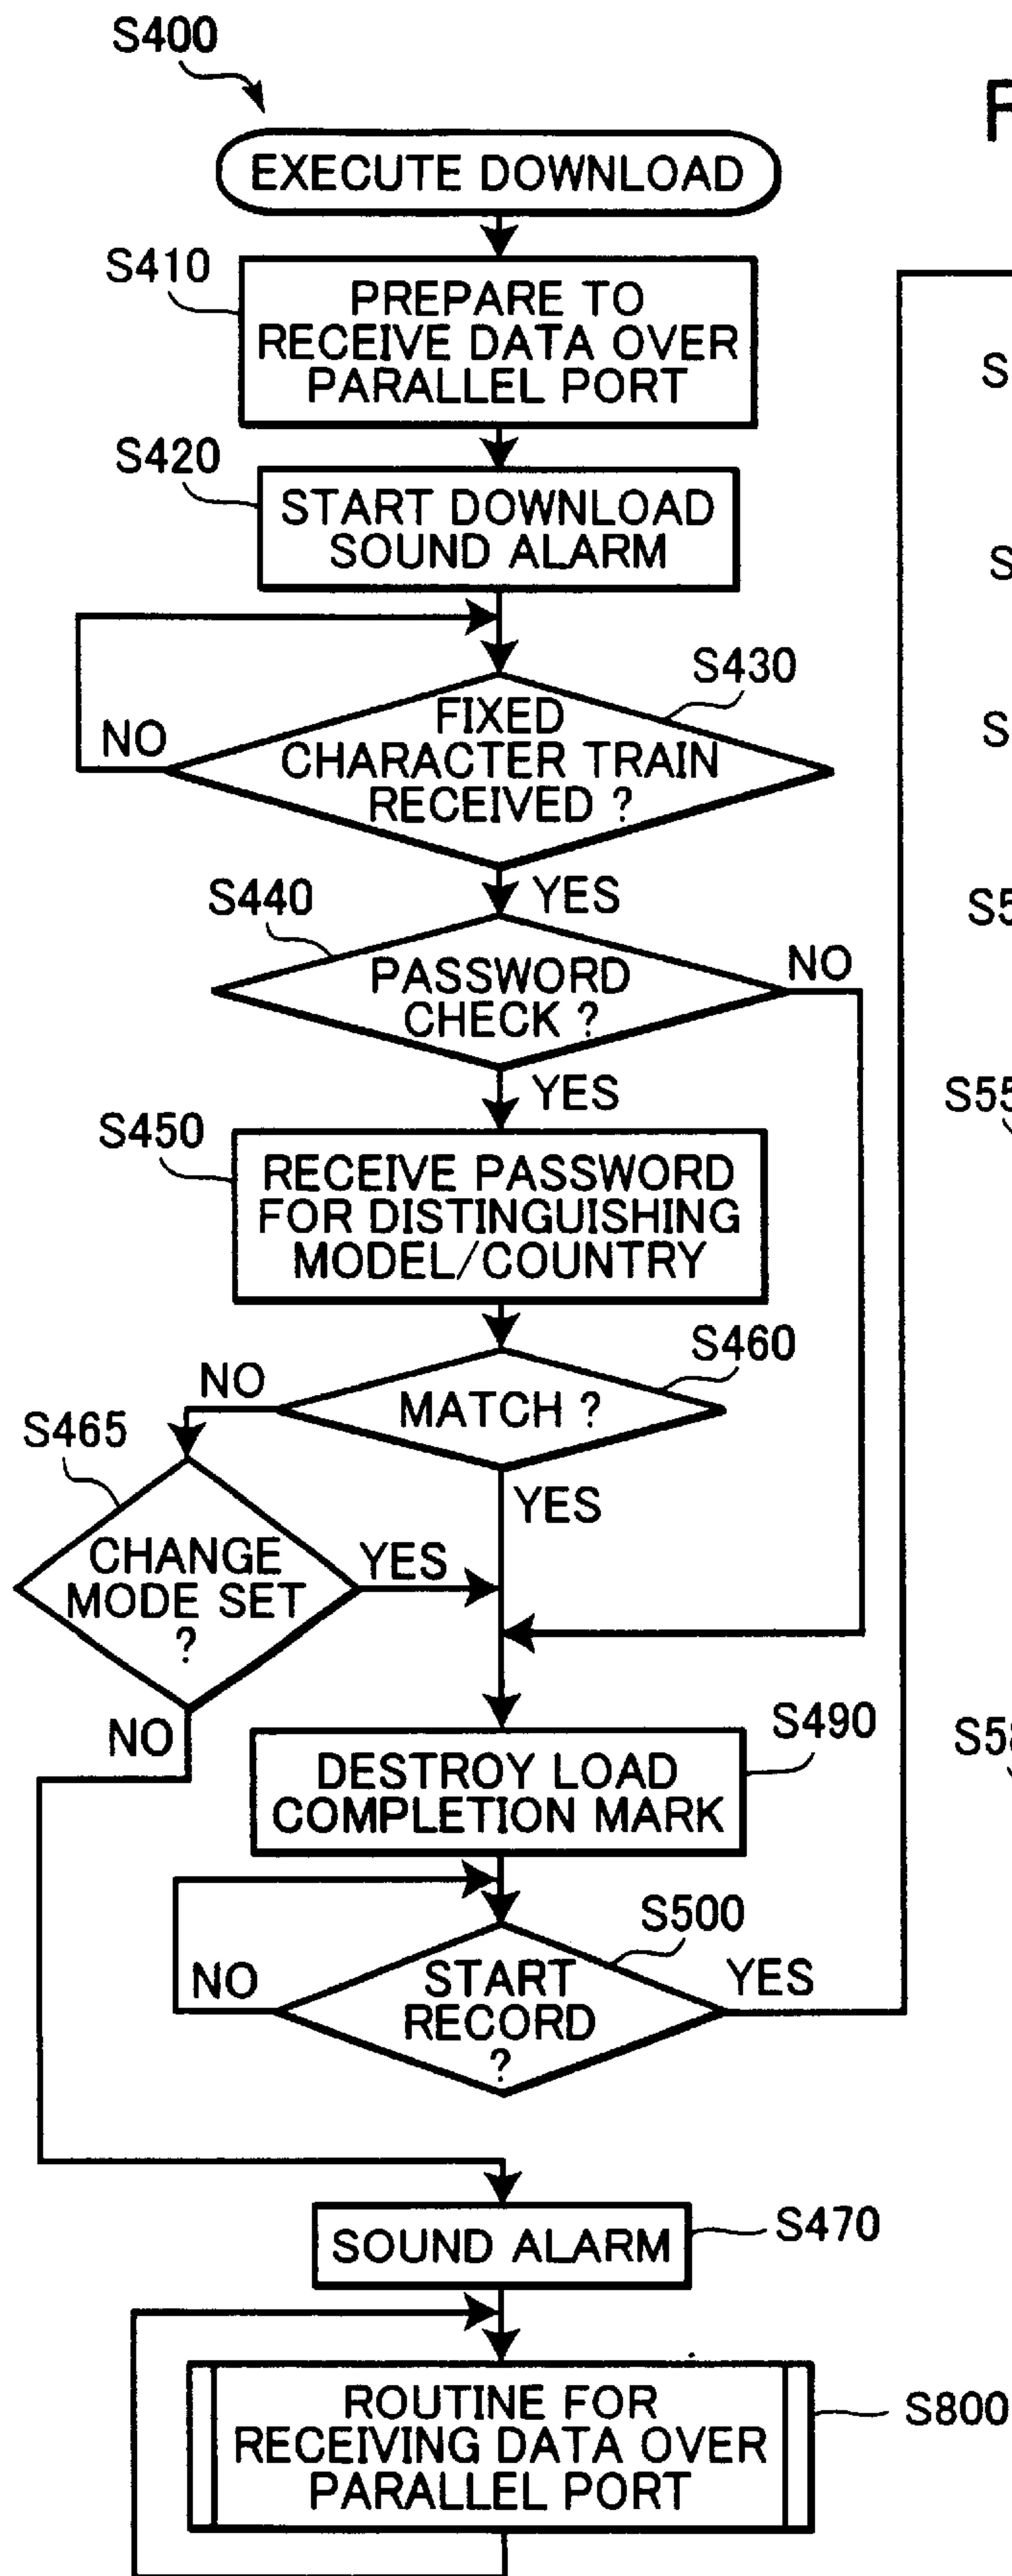 S400
EXECUTE DOWNLOAD
S410
PREPARE TO
RECEIVE DATA OVER
PARALLEL PORT
S420
START DOWNLOAD
SOUND ALARM
S430
FIXED
CHARACTER TRAIN
RECEIVED ?
NO
YES
S440
PASSWORD
CHECK ?
NO
YES
S450
RECEIVE PASSWORD
FOR DISTINGUISHING
MODEL/COUNTRY
S460
MATCH ?
NO
YES
S465
CHANGE
MODE SET
?
YES
NO
S490
DESTROY LOAD
COMPLETION MARK
S500
START
RECORD
?
NO
YES
S470
SOUND ALARM
S800
ROUTINE FOR
RECEIVING DATA OVER
PARALLEL PORT
S
S
S